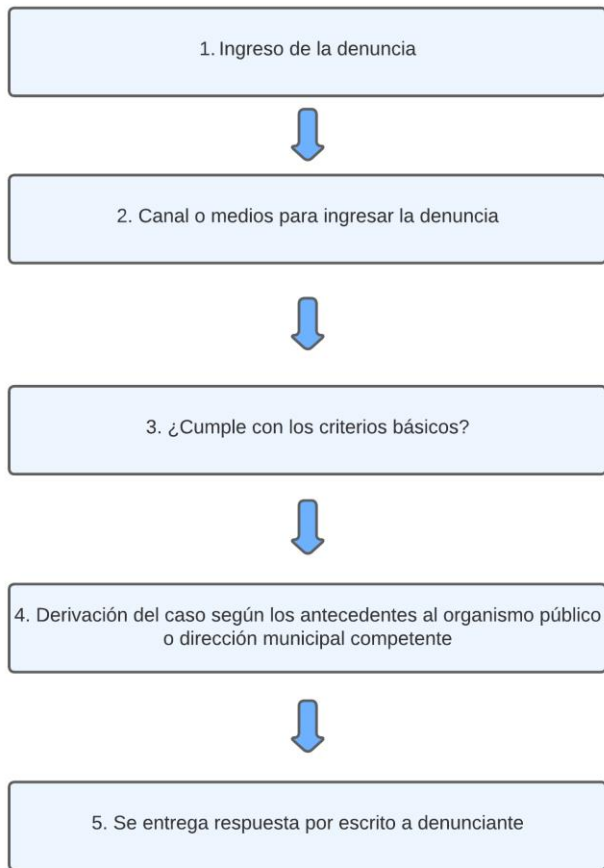 1. Ingreso de la denuncia
2. Canal o medios para ingresar la denuncia
3. ¿Cumple con los criterios básicos?
4. Derivación del caso según los antecedentes al organismo público
o dirección municipal competente
5. Se entrega respuesta por escrito a denunciante